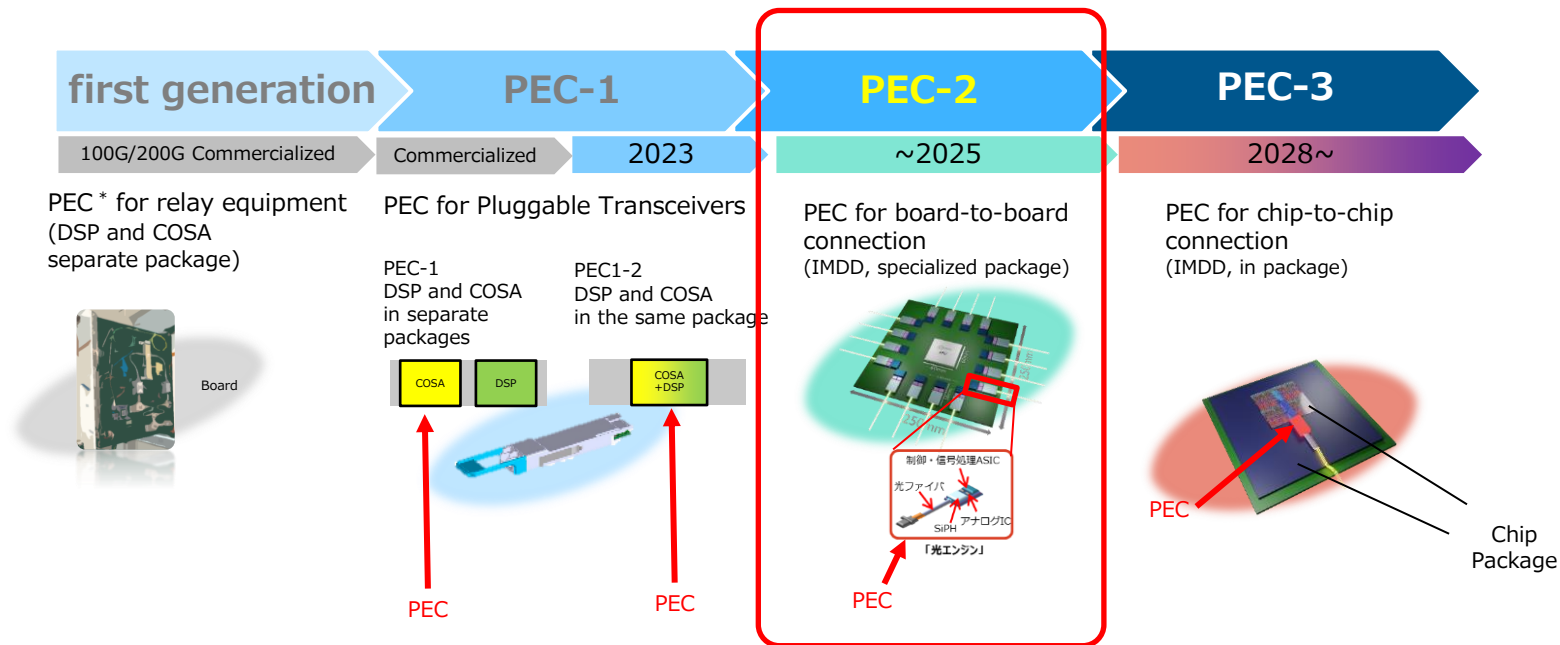 first generation
PEC-1
PEC-2
PEC-3
100G/200G Commercialized
Commercialized
2023
~2025
2028~
PEC * for relay equipment
(DSP and COSA
separate package)
Board
PEC for Pluggable Transceivers
PEC-1
DSP and COSA
in separate
packages
PEC1-2
DSP and COSA
in the same package
COSA
DSP
COSA
+DSP
PEC
PEC
PEC for board-to-board
connection
(IMDD, specialized package)
制御・信号処理ASIC
光ファイバ
SiPH
アナログIC
「光エンジン」
PEC
PEC for chip-to-chip
connection
(IMDD, in package)
PEC
Chip
Package